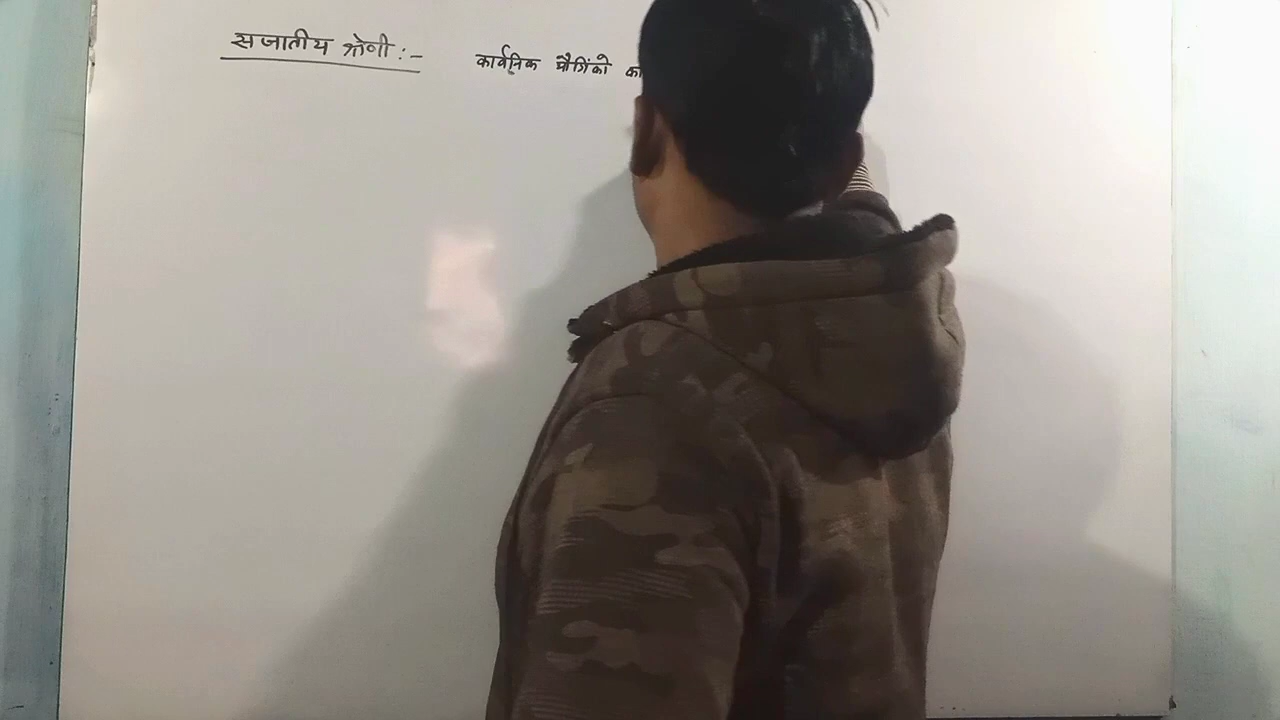 सजातीय श्रेणी :- कार्बनिक यौगिको का